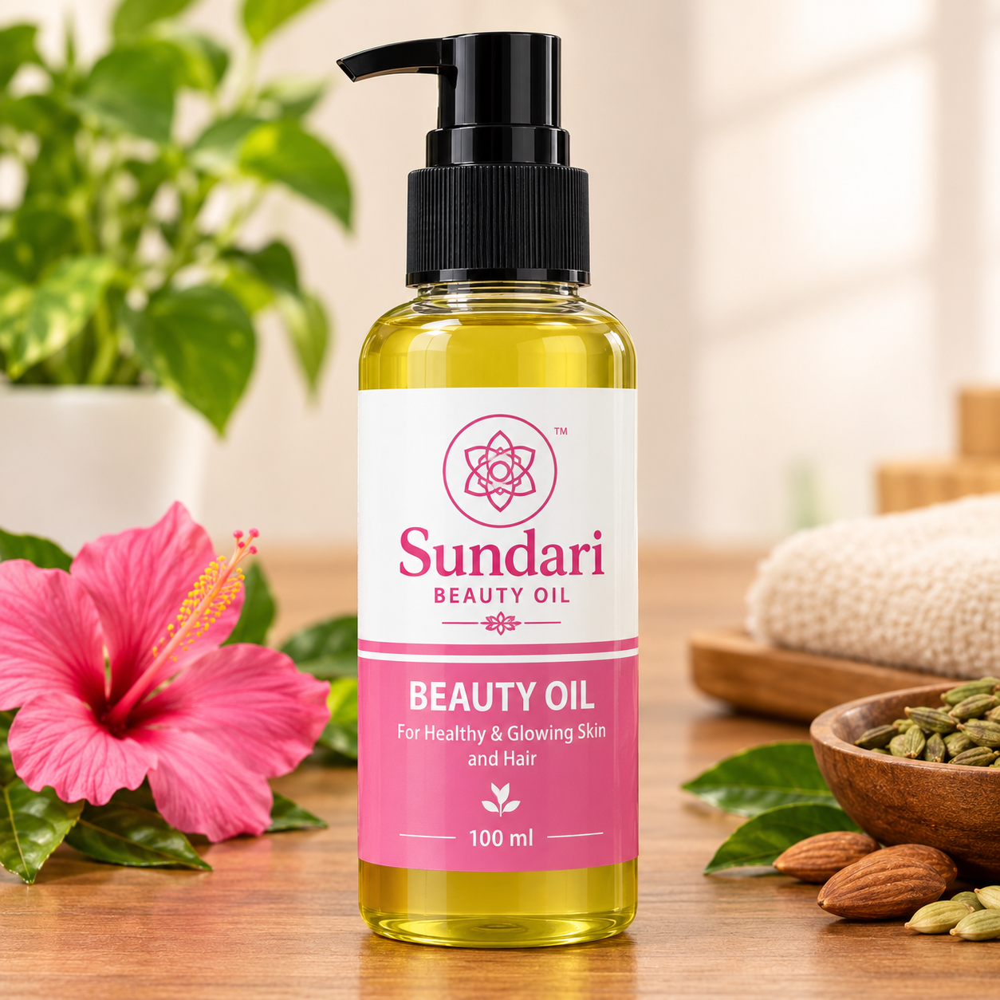 TM
Sundari
BEAUTY OIL
BEAUTY OIL
For Healthy & Glowing Skin
and Hair
100 ml